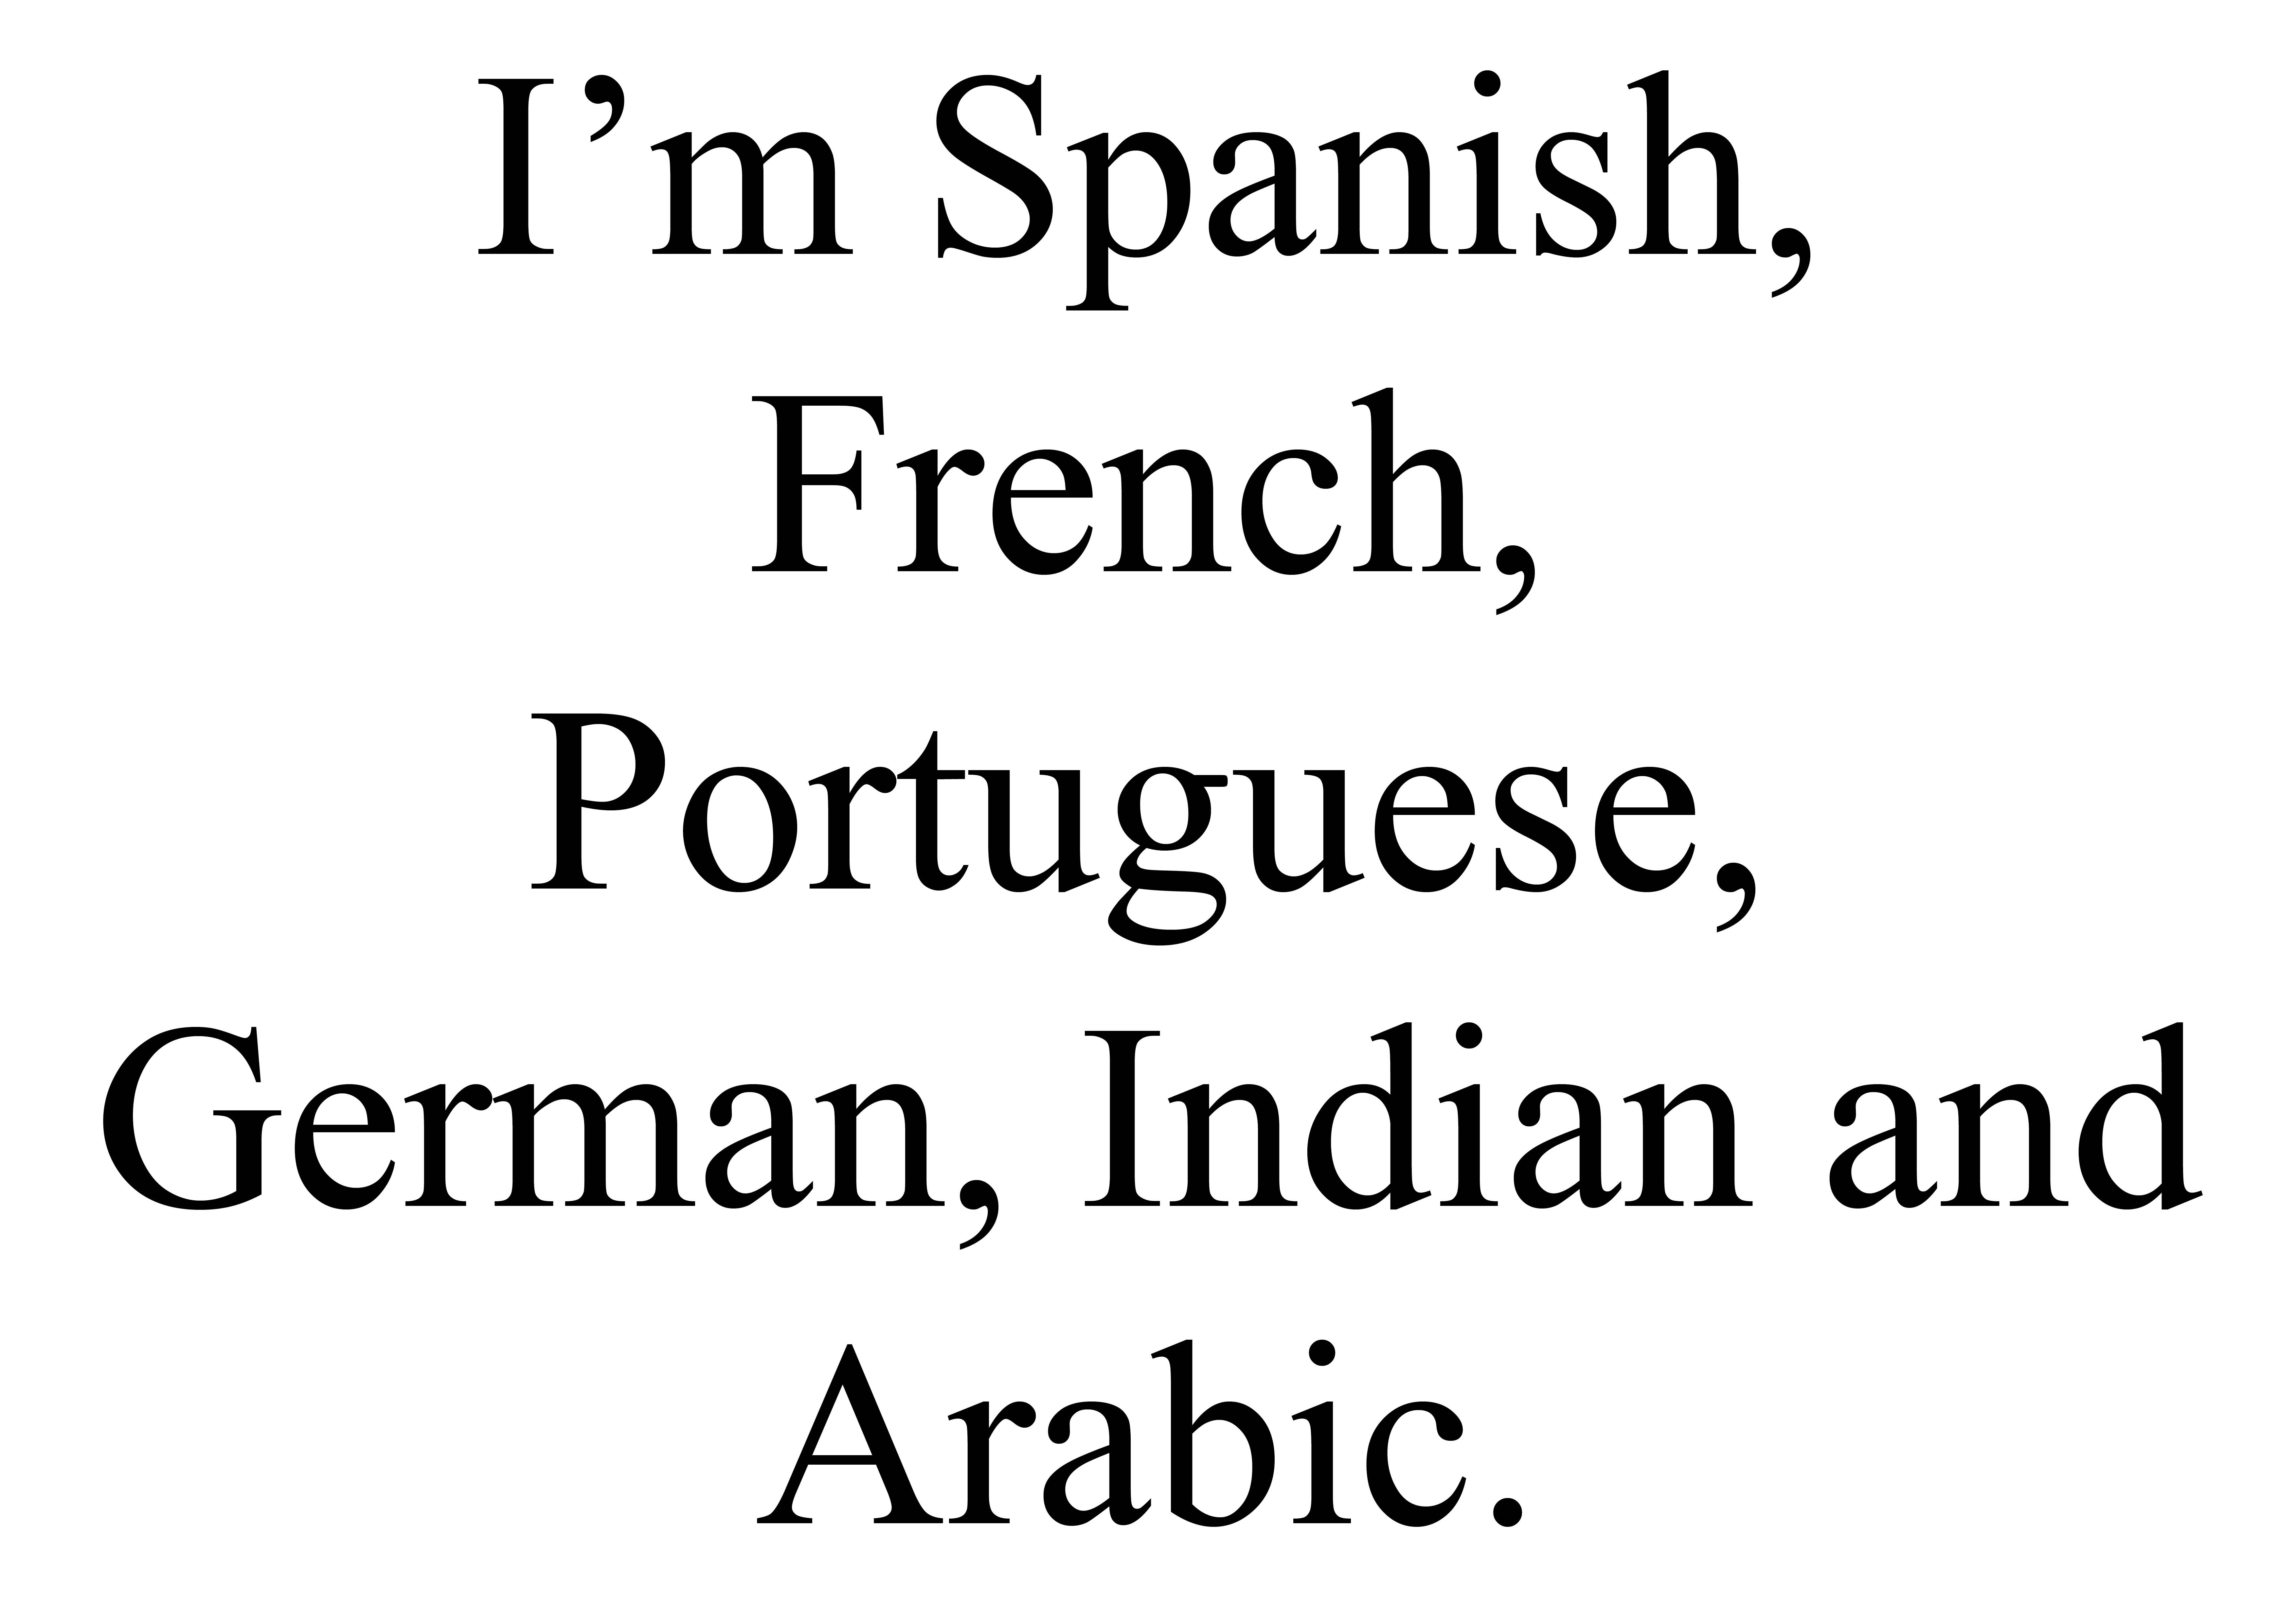 I’m Spanish,
French,
Portuguese,
German, Indian and
Arabic.